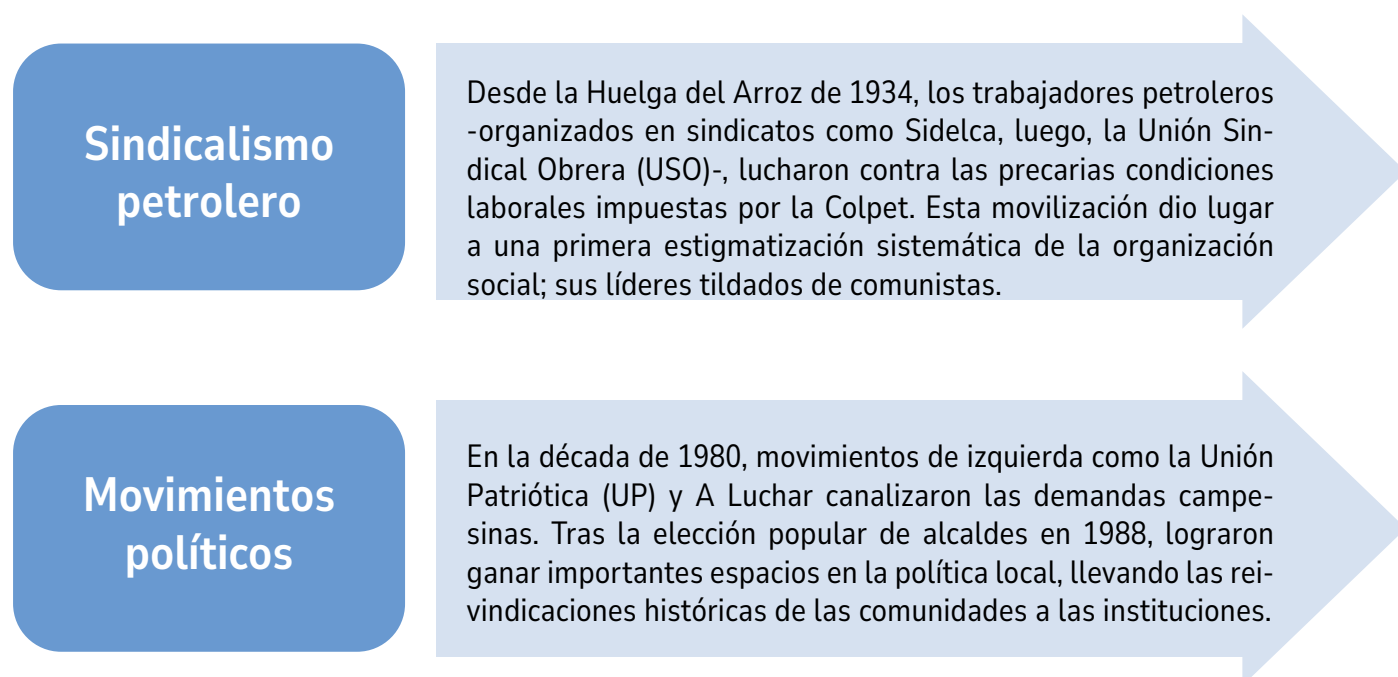 Sindicalismo
petrolero
Desde la Huelga del Arroz de 1934, los trabajadores petroleros
-organizados en sindicatos como Sidelca, luego, la Unión Sin-
dical Obrera (USO)-, lucharon contra las precarias condiciones
laborales impuestas por la Colpet. Esta movilización dio lugar
a una primera estigmatización sistemática de la organización
social; sus líderes tildados de comunistas.
Movimientos
políticos
En la década de 1980, movimientos de izquierda como la Unión
Patriótica (UP) y A Luchar canalizaron las demandas campe-
sinas. Tras la elección popular de alcaldes en 1988, lograron
ganar importantes espacios en la política local, llevando las rei-
vindicaciones históricas de las comunidades a las instituciones.